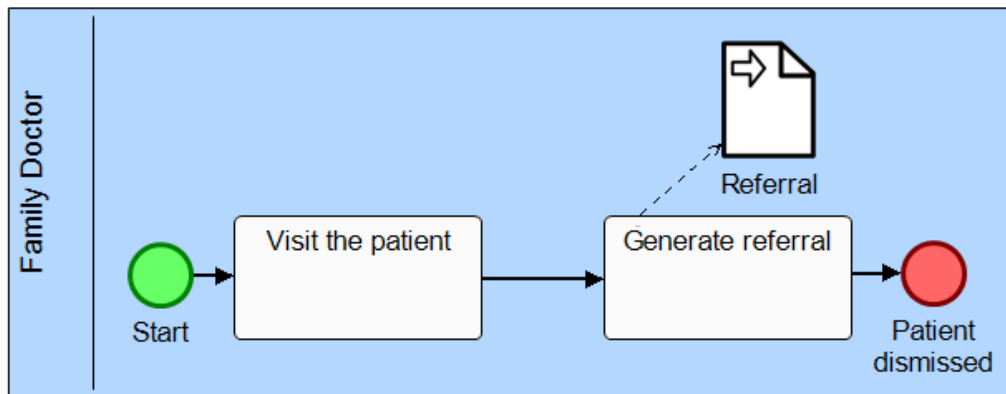 Family Doctor
Start
Visit the patient
Generate referral
Referral
Patient
dismissed